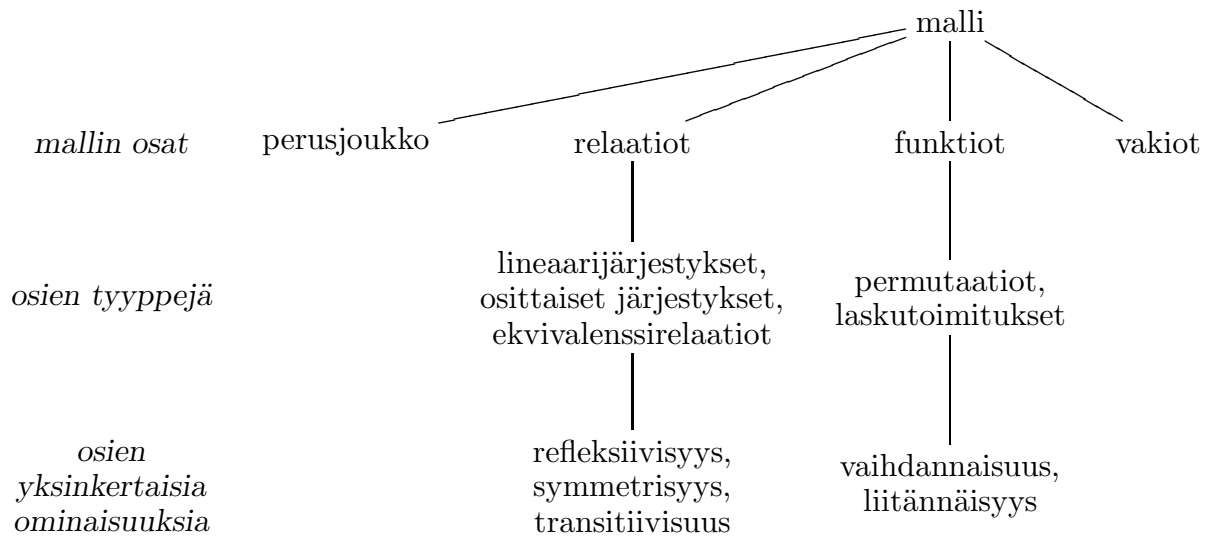 malli
mallin osat
perusjoukko
relaatiot
funktiot
vakiot
osien tyyppejä
lineaarijärjestykset,
osittaiset järjestykset,
ekvivalenssirelaatiot
permutaatiot,
laskutoimitukset
osien
yksinkertaisia
ominaisuuksia
refleksiivisyys,
symmetrisyys,
transitiivisuus
vaihdannaisuus,
liitännäisyys